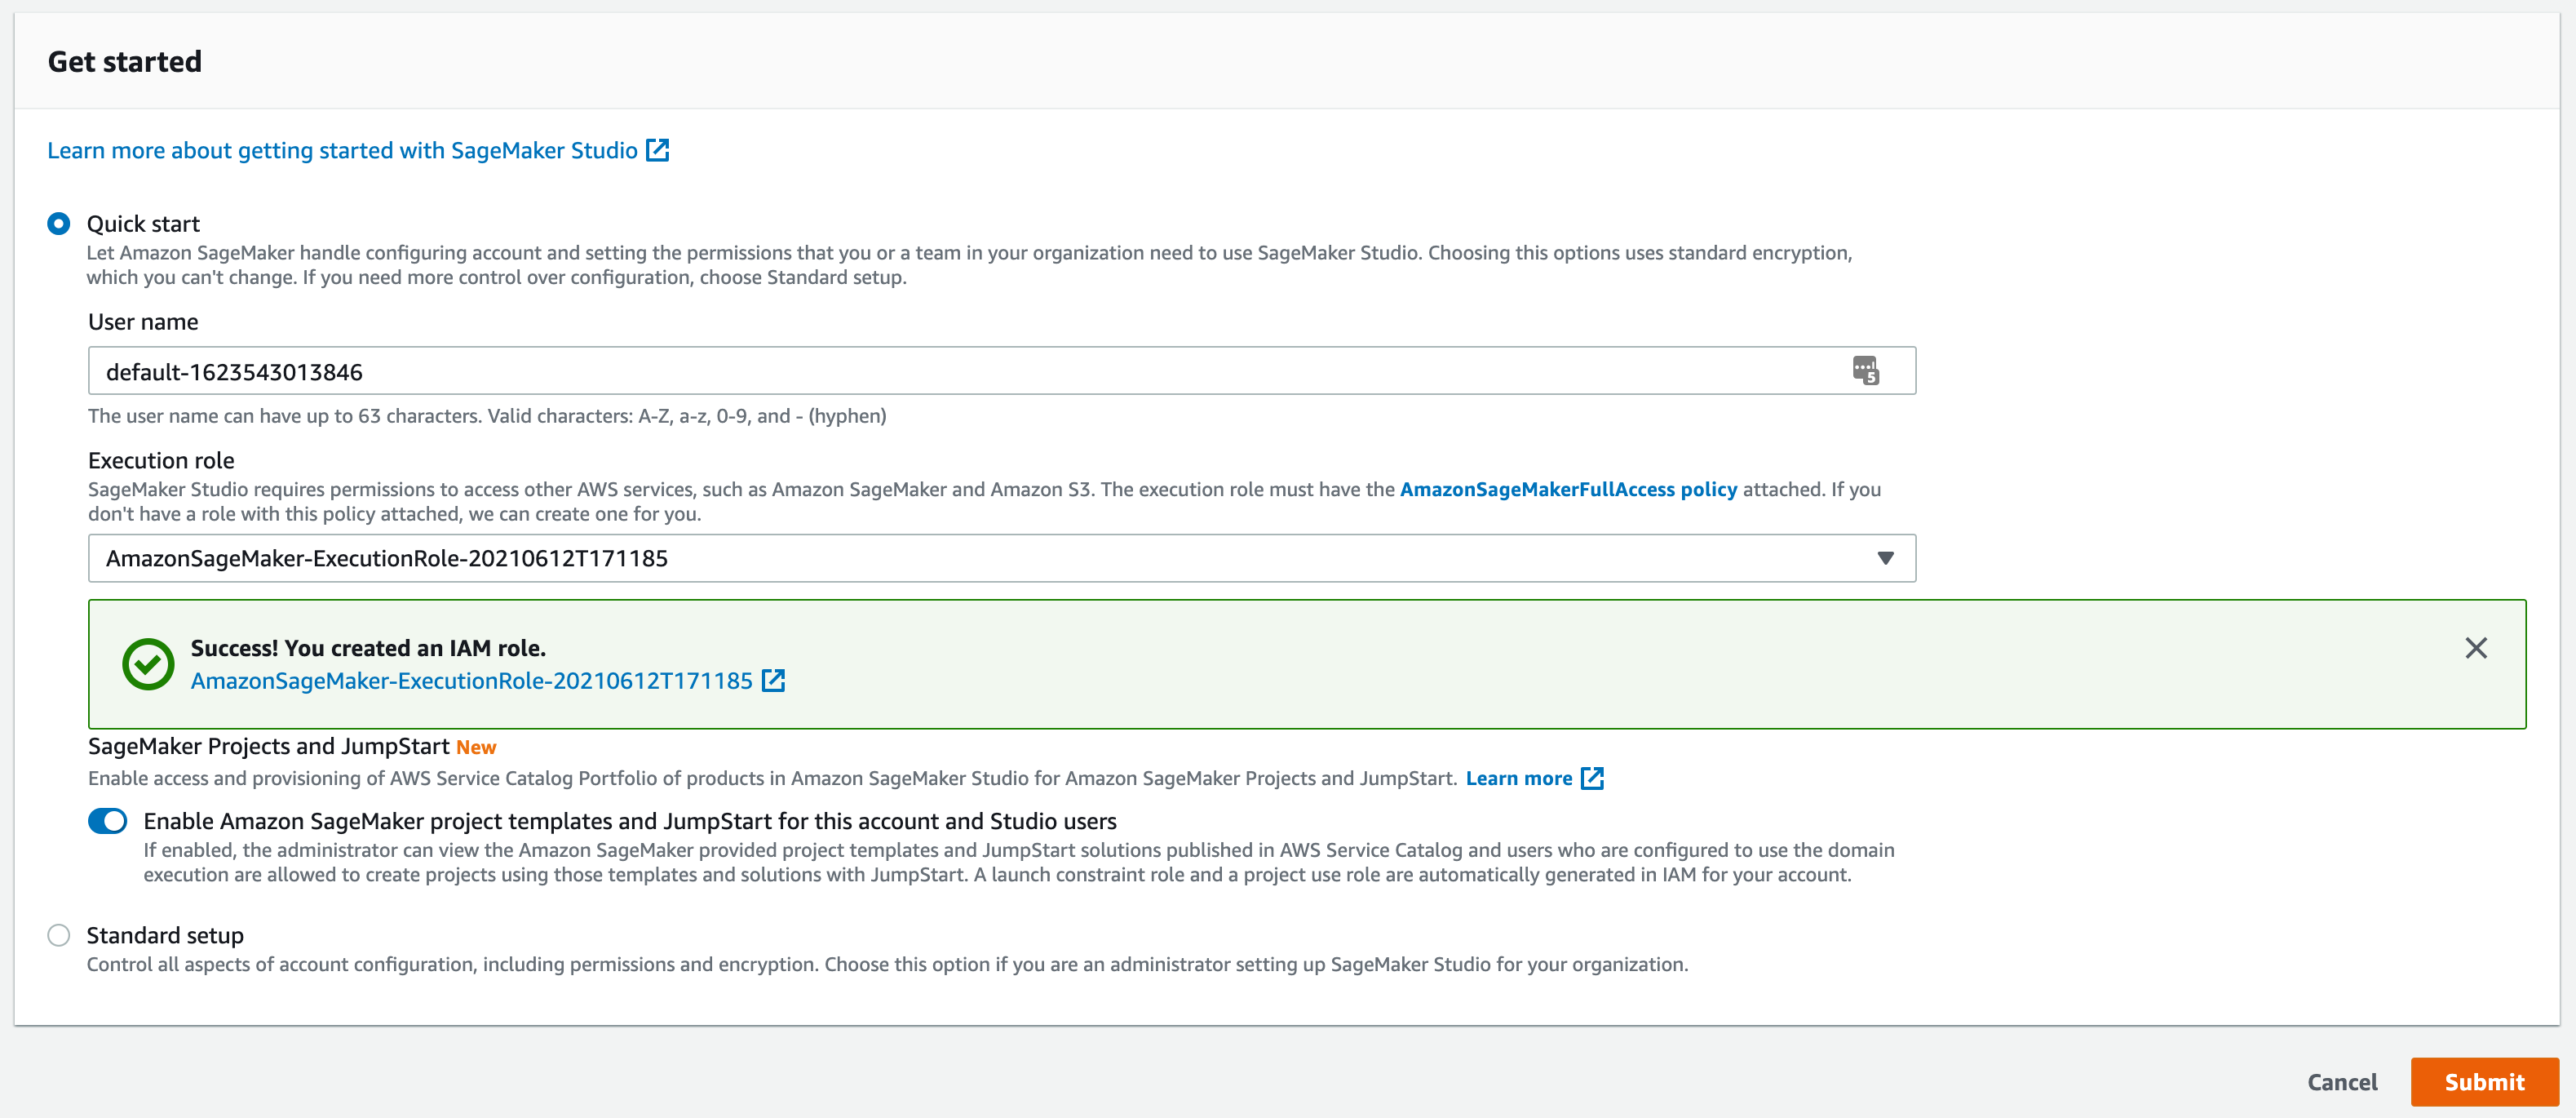 Get started
Learn more about getting started with SageMaker Studio
Quick start
Let Amazon SageMaker handle configuring account and setting the permissions that you or a team in your organization need to use SageMaker Studio. Choosing this options uses standard encryption,
which you can't change. If you need more control over configuration, choose Standard setup.
User name
default-1623543013846
5
The user name can have up to 63 characters. Valid characters: A-Z, a-z, 0-9, and - (hyphen)
Execution role
SageMaker Studio requires permissions to access other AWS services, such as Amazon SageMaker and Amazon S3. The execution role must have the AmazonSageMakerFullAccess policy attached. If you
don't have a role with this policy attached, we can create one for you.
AmazonSageMaker-ExecutionRole-20210612T171185
Success! You created an IAM role.
AmazonSageMaker-ExecutionRole-20210612T171185
SageMaker Projects and JumpStart New
Enable access and provisioning of AWS Service Catalog Portfolio of products in Amazon SageMaker Studio for Amazon SageMaker Projects and JumpStart. Learn more
Enable Amazon SageMaker project templates and JumpStart for this account and Studio users
If enabled, the administrator can view the Amazon SageMaker provided project templates and JumpStart solutions published in AWS Service Catalog and users who are configured to use the domain
execution are allowed to create projects using those templates and solutions with JumpStart. A launch constraint role and a project use role are automatically generated in IAM for your account.
Standard setup
Control all aspects of account configuration, including permissions and encryption. Choose this option if you are an administrator setting up SageMaker Studio for your organization.
Cancel
Submit